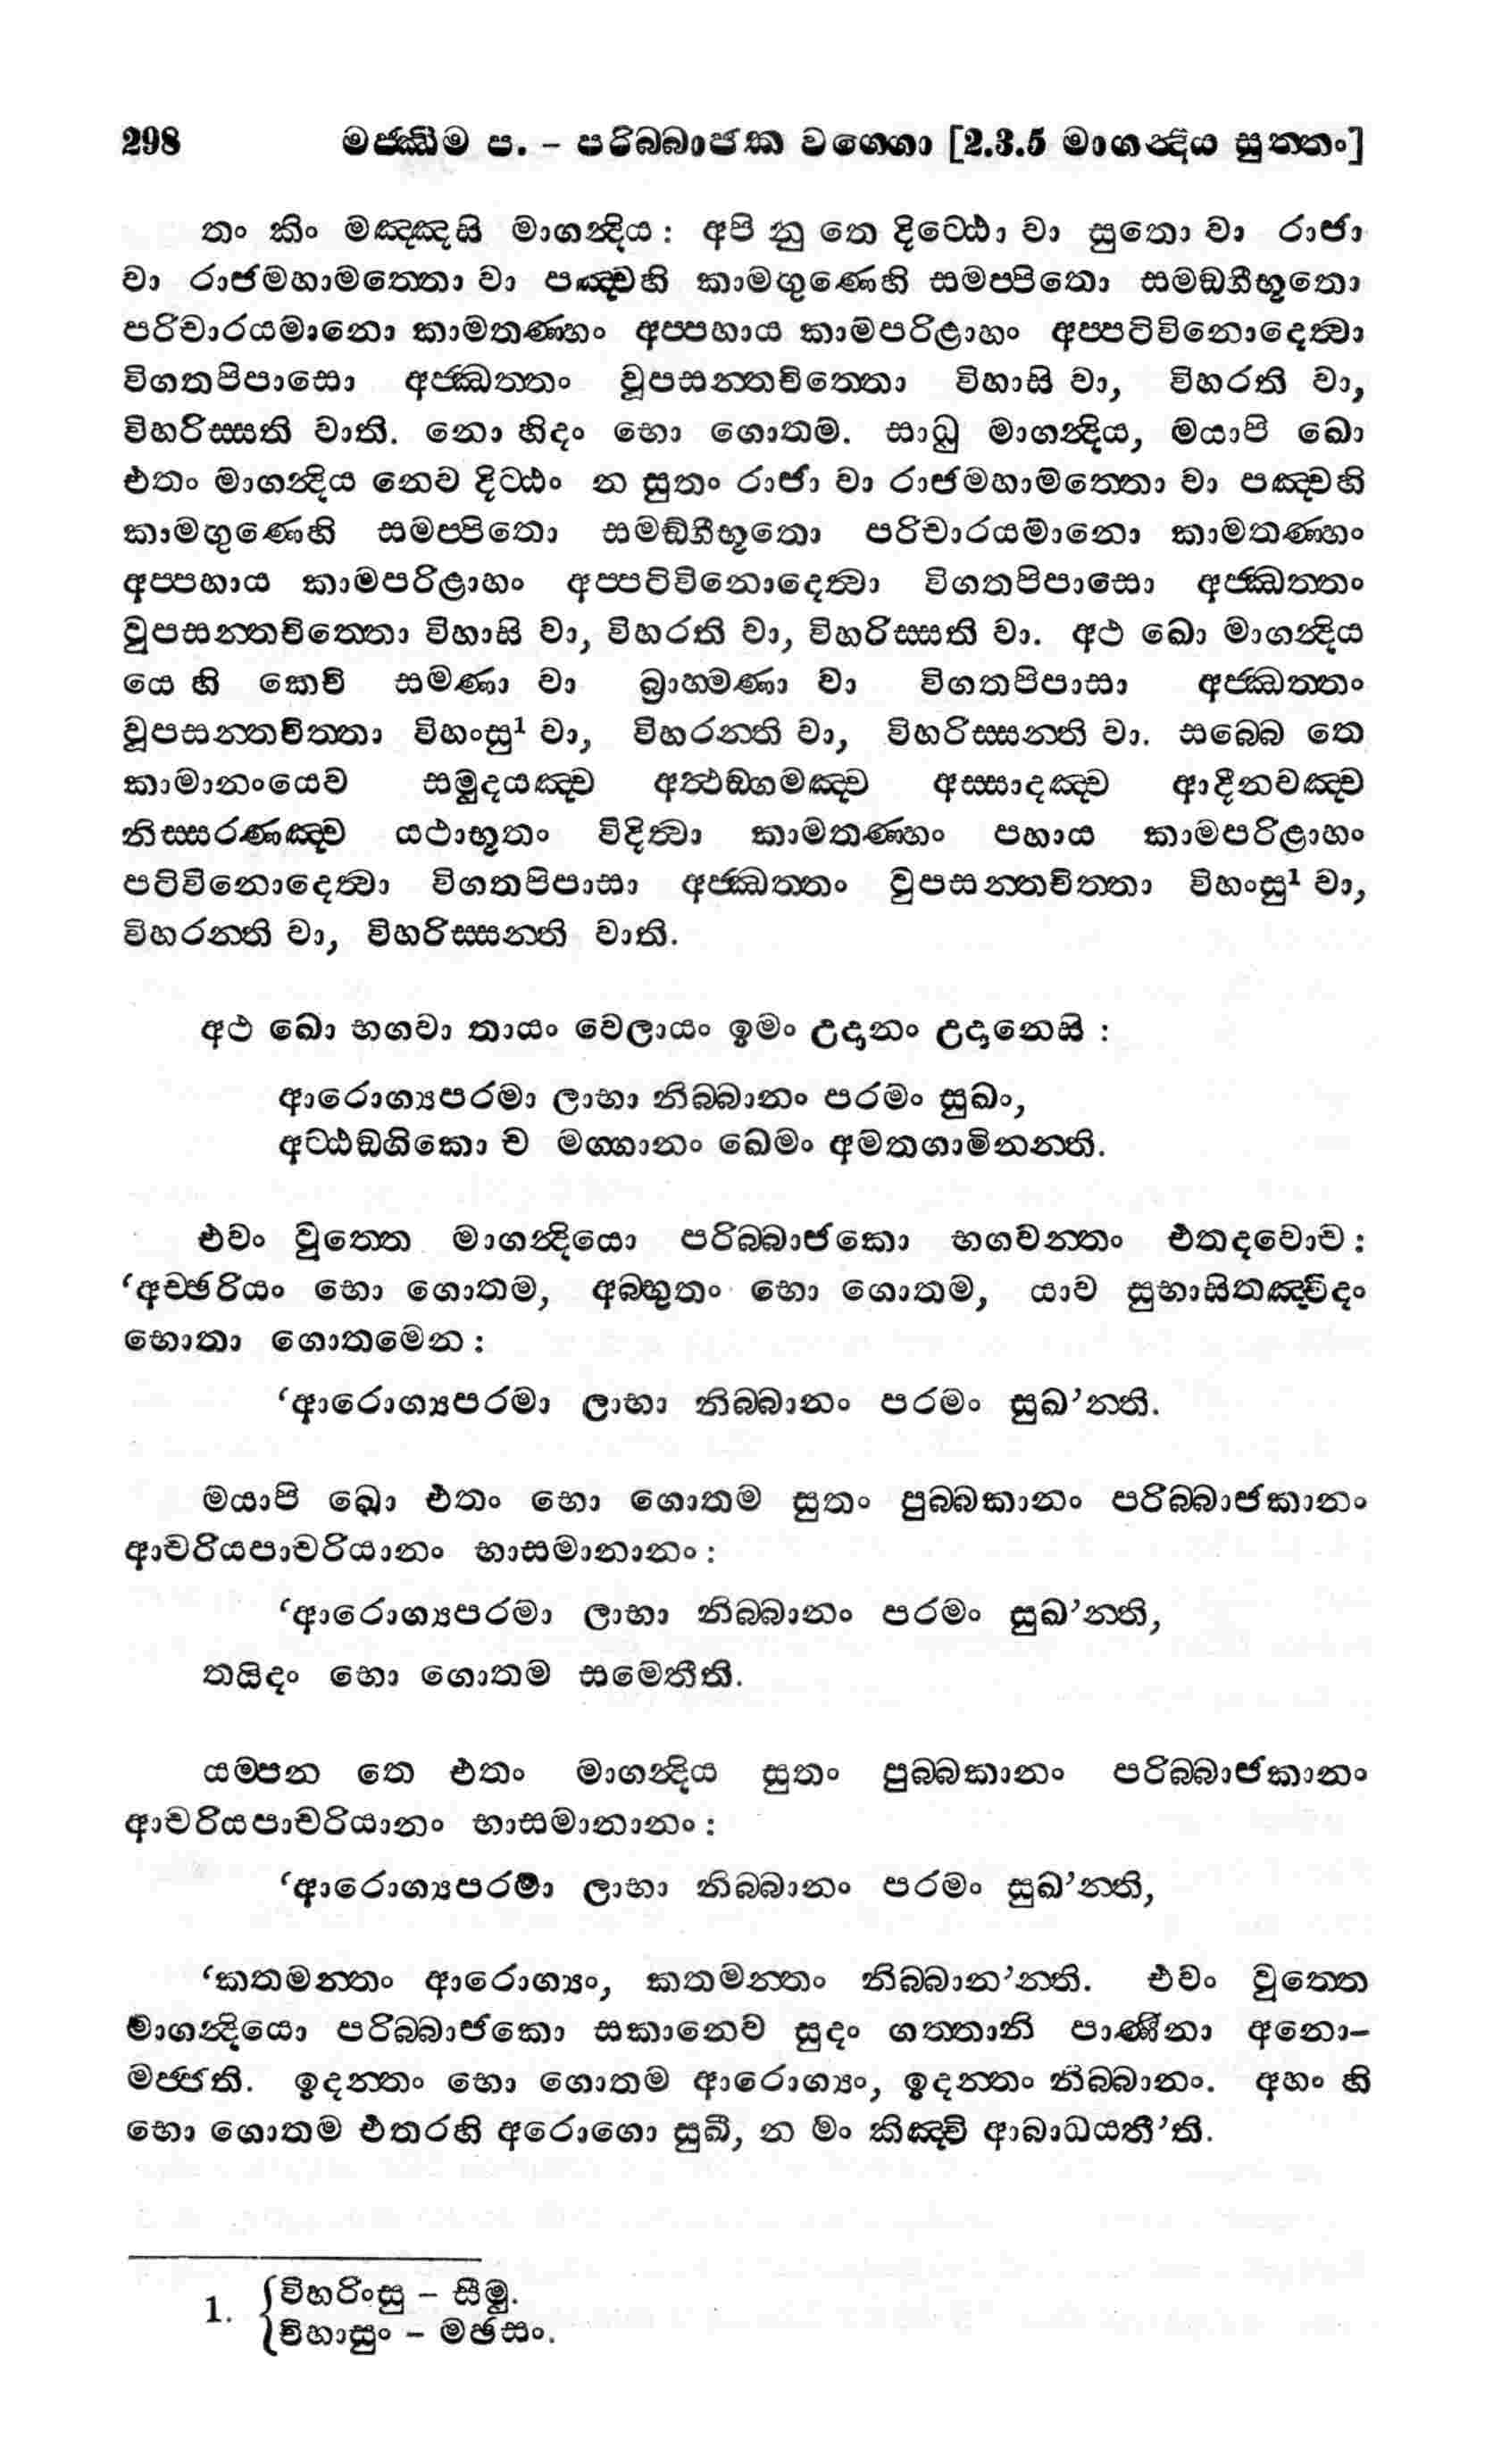 298 මජ්ඣිම ප. – පරිබ්බාජක වග්ගො [2.3.5 මාගන්දිය සුත්තං]
තං කිං මඤ්ඤසි මාගන්දිය: අපි නු තෙ දිට්ඨො වා සුතො වා රාජා
වා රාජමහාමත්තො වා පඤ්චහි කාමගුණෙහි සමප්පිතො සමඞ්ගීභූතො
පරිචාරයමානො කාමතණ්හං අප්පහාය කාමපරිළාහං අප්පටිවිනොදෙත්වා
විගතපිපාසො අජ්ඣත්තං වූපසන්තචිත්තො විහාසි වා, විහරති වා,
විහරිස්සති වාති. නො හිදං භො ගොතම. සාධු මාගන්දිය, මයාපි ඛො
එතං මාගන්දිය නෙව දිට්ඨං න සුතං රාජා වා රාජමහාමත්තො වා පඤ්චහි
කාමගුණෙහි සමප්පිතො සමඞ්ගීභූතො පරිචාරයමානො කාමතණ්හං
අප්පහාය කාමපරිළාහං අප්පටිවිනොදෙත්වා විගතපිපාසො අජ්ඣත්තං
වූපසන්තචිත්තො විහාසි වා, විහරති වා, විහරිස්සති වා. අථ ඛො මාගන්දිය
යෙ හි කෙචි සමණා වා බ්‍රාහ්මණා වා විගතපිපාසා අජ්ඣත්තං
වූපසන්තචිත්තා විහංසු¹ වා, විහරන්ති වා, විහරිස්සන්ති වා. සබ්බෙ තෙ
කාමානංයෙව සමුදයඤ්ච අත්ථඞ්ගමඤ්ච අස්සාදඤ්ච ආදීනවඤ්ච
නිස්සරණඤ්ච යථාභූතං විදිත්වා කාමතණ්හං පහාය කාමපරිළාහං
පටිවිනොදෙත්වා විගතපිපාසා අජ්ඣත්තං වූපසන්තචිත්තා විහංසු¹ වා,
විහරන්ති වා, විහරිස්සන්ති වාති.
අථ ඛො භගවා තායං වෙලායං ඉමං උදානං උදානෙසි :
ආරොග්‍යපරමා ලාභා නිබ්බානං පරමං සුඛං,
අට්ඨඞ්ගිකො ච මග්ගානං ඛෙමං අමතගාමිනන්ති.
එවං වුත්තෙ මාගන්දියො පරිබ්බාජකො භගවන්තං එතදවොච :
‘අච්ඡරියං භො ගොතම, අබ්භුතං භො ගොතම, යාව සුභාසිතඤ්චිදං
භොතා ගොතමෙන :
‘ආරොග්‍යපරමා ලාභා නිබ්බානං පරමං සුඛ’න්ති.
මයාපි ඛො එතං භො ගොතම සුතං පුබ්බකානං පරිබ්බාජකානං
ආචරියපාචරියානං භාසමානානං :
‘ආරොග්‍යපරමා ලාභා නිබ්බානං පරමං සුඛ’න්ති,
තයිදං භො ගොතම සමෙතීති.
යම්පන තෙ එතං මාගන්දිය සුතං පුබ්බකානං පරිබ්බාජකානං
ආචරියපාචරියානං භාසමානානං :
‘ආරොග්‍යපරමා ලාභා නිබ්බානං පරමං සුඛ’න්ති,
‘කතමන්තං ආරොග්‍යං, කතමන්තං නිබ්බාන’න්ති. එවං වුත්තෙ
මාගන්දියො පරිබ්බාජකො සකානෙව සුදං ගත්තානි පාණිනා අනො–
මජ්ජති. ඉදන්තං භො ගොතම ආරොග්‍යං, ඉදන්තං නිබ්බානං. අහං හි
භො ගොතම එතරහි අරොගො සුඛී, න මං කිඤ්චි ආබාධයතී’ති.
1. {විහරිංසු – සීමු.
{විහාසුං – මඡසං.